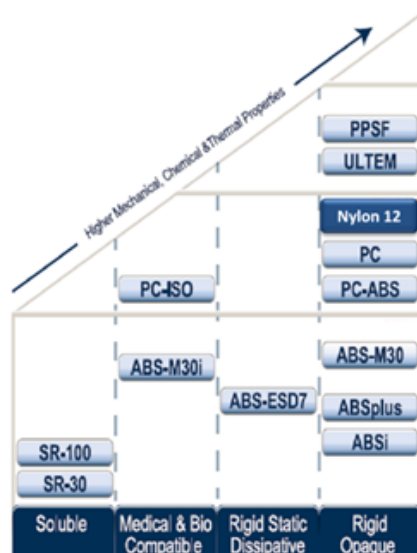 Higher Mechanical, Chemical &Thermal Properties
PPSF
ULTEM
Nylon 12
PC
PC-ISO
PC-ABS
ABS-M30i
ABS-M30
ABS-ESD7
ABSplus
ABSi
SR-100
SR-30
Soluble
Medical & Bio
Compatible
Rigid Static
Dissipative
Rigid
Opaque